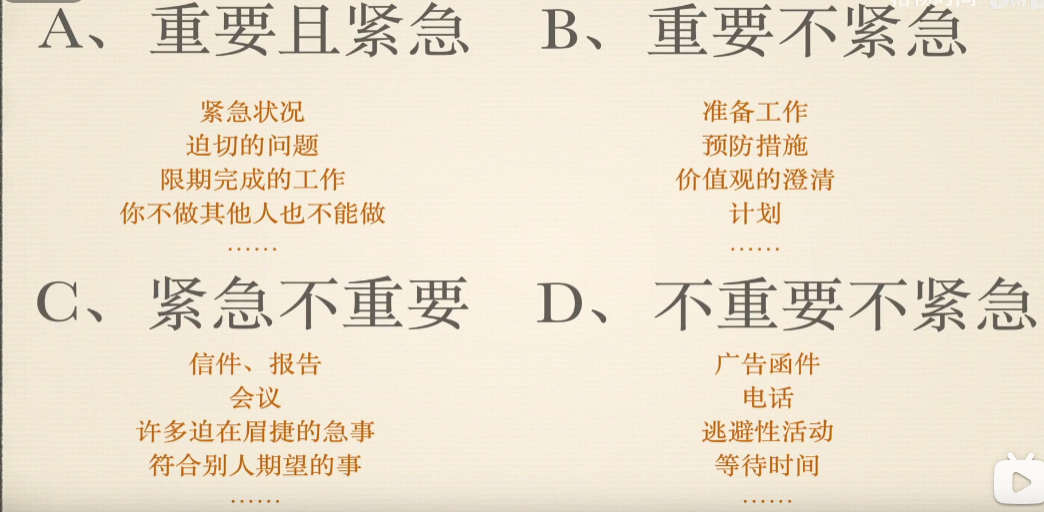 A、重要且紧急
紧急状况
迫切的问题
限期完成的工作
你不做其他人也不能做
……
B、重要不紧急
准备工作
预防措施
价值观的澄清
计划
……
C、紧急不重要
信件、报告
会议
许多迫在眉捷的急事
符合别人期望的事
……
D、不重要不紧急
广告函件
电话
逃避性活动
等待时间
……